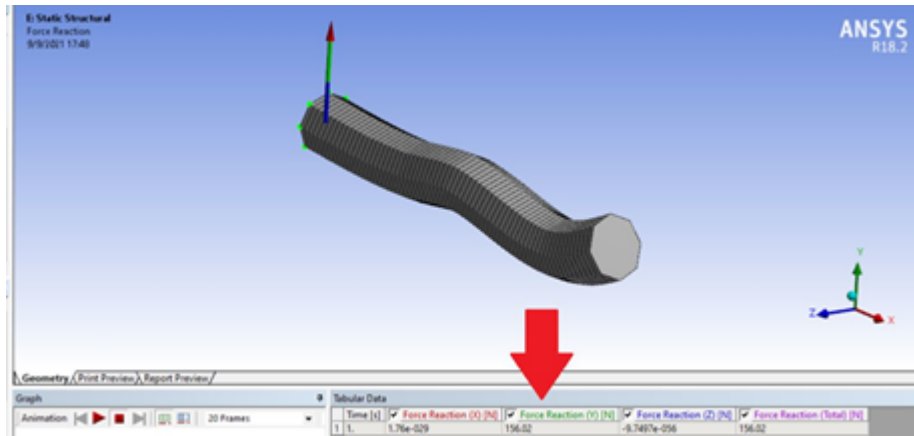 E: Static Structural
Force Reaction
9/9/2021 17:48
ANSYS
R18.2
Y
Z
X
Geometry Print Preview Report Preview
Graph
Animation
20 Frames
Tabular Data
Time [s] Force Reaction (X) [N] Force Reaction (Y) [N] Force Reaction (Z) [N] Force Reaction (Total) [N]
1 1. 1.76e-029 156.02 -9.7497e-056 156.02